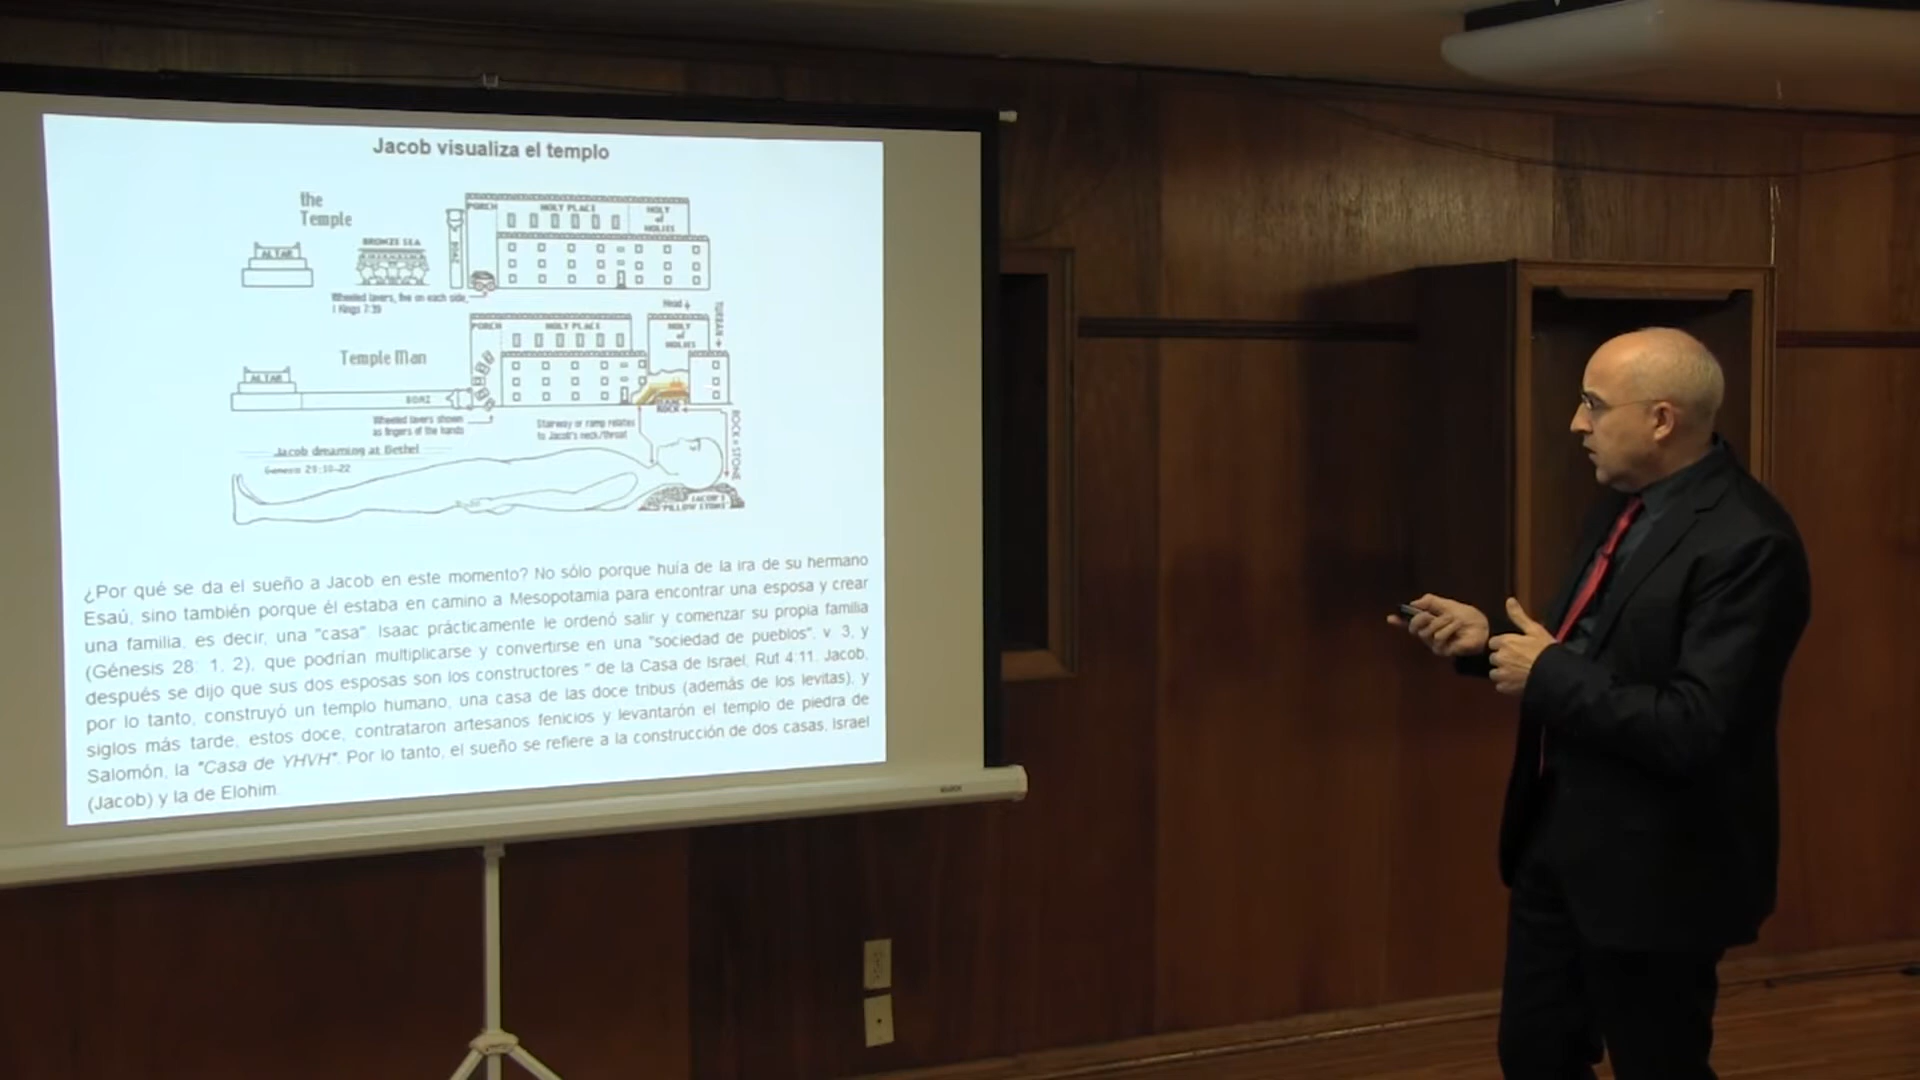 Jacob visualiza el templo
the
Temple
PORCH
HOLY PLACE
HOLY
of
HOLIES
BOAZ
ALTAR
BRONZE SEA
Wheeled lavers, five on each side,
I Kings 7:39
Head
TURBAN
PORCH
HOLY PLACE
HOLY
of
HOLIES
Temple Man
ALTAR
BOAZ
ROCK
Wheeled lavers shown
as fingers of the hands
Stairway or ramp relates
to Jacob's neck/throat
ROCK = STONE
Jacob dreaming at Bethel
Genesis 29:10-22
JACOB'S
PILLOW STONE
¿Por qué se da el sueño a Jacob en este momento? No sólo porque huía de la ira de su hermano
Esaú, sino también porque él estaba en camino a Mesopotamia para encontrar una esposa y crear
una familia, es decir, una "casa". Isaac prácticamente le ordenó salir y comenzar su propia familia
(Génesis 28: 1, 2), que podrían multiplicarse y convertirse en una "sociedad de pueblos", v. 3, y
después se dijo que sus dos esposas son los constructores " de la Casa de Israel, Rut 4:11. Jacob,
por lo tanto, construyó un templo humano, una casa de las doce tribus (además de los levitas), y
siglos más tarde, estos doce, contrataron artesanos fenicios y levantarón el templo de piedra de
Salomón, la "Casa de YHVH". Por lo tanto, el sueño se refiere a la construcción de dos casas, Israel
(Jacob) y la de Elohim.